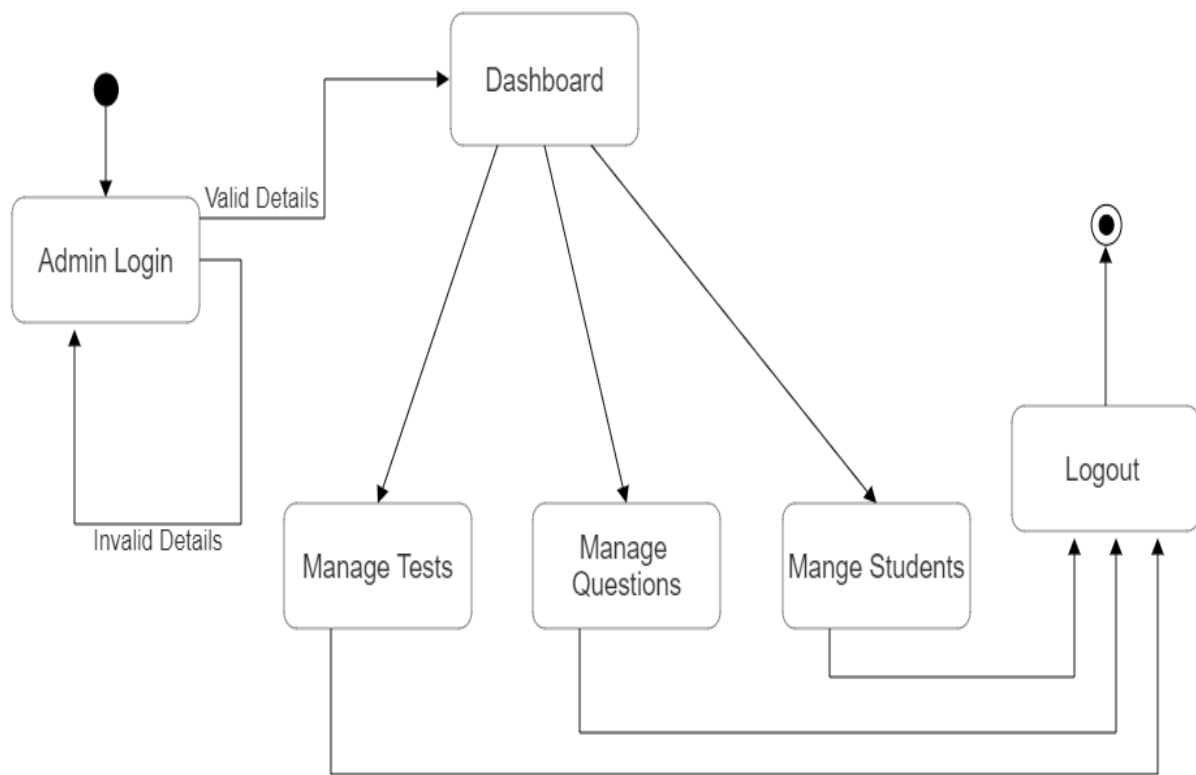 Dashboard
Valid Details
Admin Login
Invalid Details
Manage Tests
Manage
Questions
Mange Students
Logout